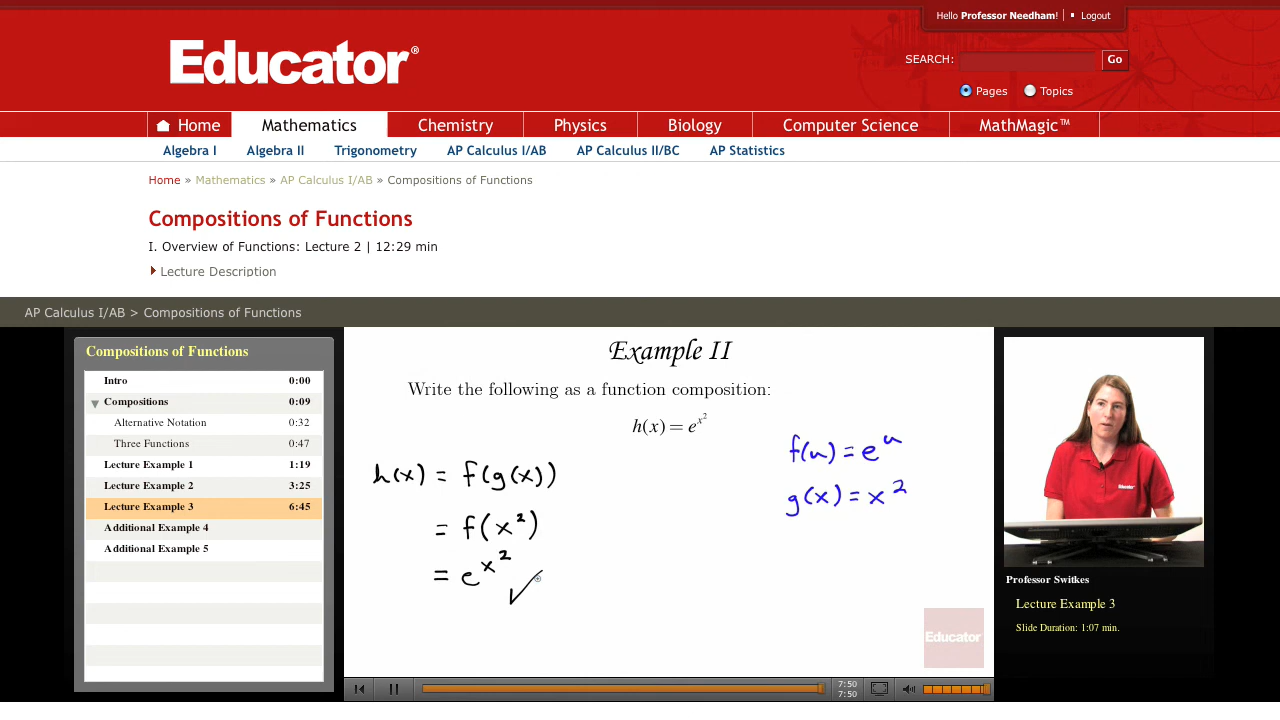 Hello Professor Needham! Logout
Educator®
SEARCH: Go
Pages Topics
Home Mathematics Chemistry Physics Biology Computer Science MathMagic™
Algebra I Algebra II Trigonometry AP Calculus I/AB AP Calculus II/BC AP Statistics
Home » Mathematics » AP Calculus I/AB » Compositions of Functions
Compositions of Functions
I. Overview of Functions: Lecture 2 | 12:29 min
Lecture Description
AP Calculus I/AB > Compositions of Functions
Compositions of Functions
Intro 0:00
Compositions 0:09
Alternative Notation 0:32
Three Functions 0:47
Lecture Example 1 1:19
Lecture Example 2 3:25
Lecture Example 3 6:45
Additional Example 4
Additional Example 5
Example II
Write the following as a function composition:
h(x) = e^{x^2}
h(x) = f(g(x))
= f(x²)
= e^{x^2} ✓
f(u) = e^u
g(x) = x²
Educator
7:50
7:50
Educator
Professor Switkes
Lecture Example 3
Slide Duration: 1:07 min.